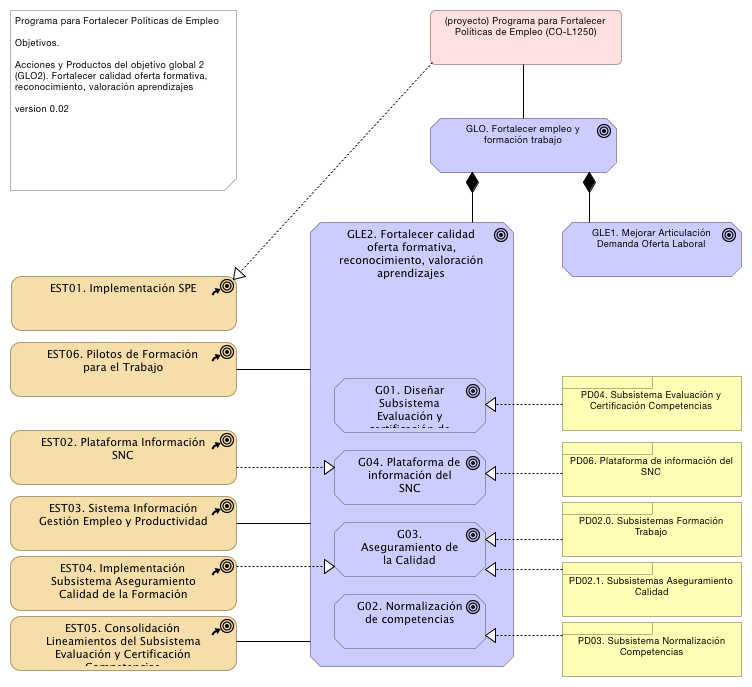 Programa para Fortalecer Políticas de Empleo
Objetivos.
Acciones y Productos del objetivo global 2
(GLO2). Fortalecer calidad oferta formativa,
reconocimiento, valoración aprendizajes
version 0.02
(proyecto) Programa para Fortalecer
Políticas de Empleo (CO-L1250)
GLO. Fortalecer empleo y
formación trabajo
GLE2. Fortalecer calidad
oferta formativa,
reconocimiento, valoración
aprendizajes
GLE1. Mejorar Articulación
Demanda Oferta Laboral
EST01. Implementación SPE
EST06. Pilotos de Formación
para el Trabajo
EST02. Plataforma Información
SNC
EST03. Sistema Información
Gestión Empleo y Productividad
EST04. Implementación
Subsistema Aseguramiento
Calidad de la Formación
EST05. Consolidación
Lineamientos del Subsistema
Evaluación y Certificación
Competencias
G01. Diseñar
Subsistema
Evaluación y
certificación de
G04. Plataforma de
información del
SNC
G03.
Aseguramiento de
la Calidad
G02. Normalización
de competencias
PD04. Subsistema Evaluación y
Certificación Competencias
PD06. Plataforma de información del
SNC
PD02.0. Subsistemas Formación
Trabajo
PD02.1. Subsistemas Aseguramiento
Calidad
PD03. Subsistema Normalización
Competencias